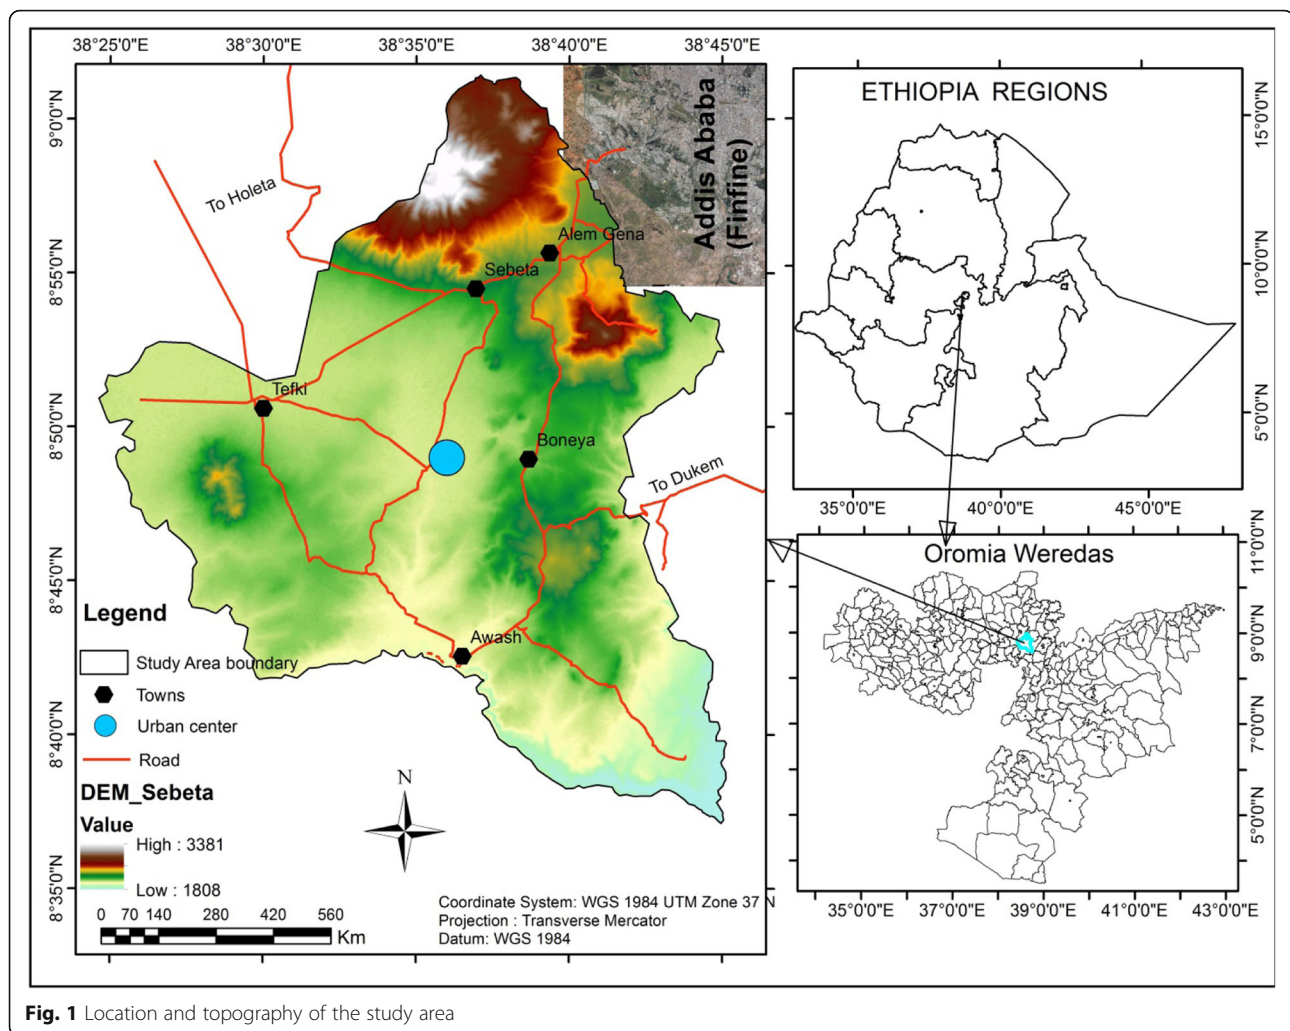 38°25'0"E 38°30'0"E 38°35'0"E 38°40'0"E 38°45'0"E
9°0'0"N
8°55'0"N
8°50'0"N
8°45'0"N
8°40'0"N
8°35'0"N
To Holeta
Addis Ababa
(Finfine)
Alem Gena
Sebeta
Tefki
Boneya
To Dukem
Awash
Legend
Study Area boundary
Towns
Urban center
Road
DEM_Sebeta
Value
High : 3381
Low : 1808
0 70 140 280 420 560
Km
N
Coordinate System: WGS 1984 UTM Zone 37 N
Projection : Transverse Mercator
Datum: WGS 1984
ETHIOPIA REGIONS
15°0'0"N
10°0'0"N
5°0'0"N
35°0'0"E 40°0'0"E 45°0'0"E
Oromia Weredas
11°0'0"N
9°0'0"N
7°0'0"N
5°0'0"N
35°0'0"E 37°0'0"E 39°0'0"E 41°0'0"E 43°0'0"E
Fig. 1 Location and topography of the study area